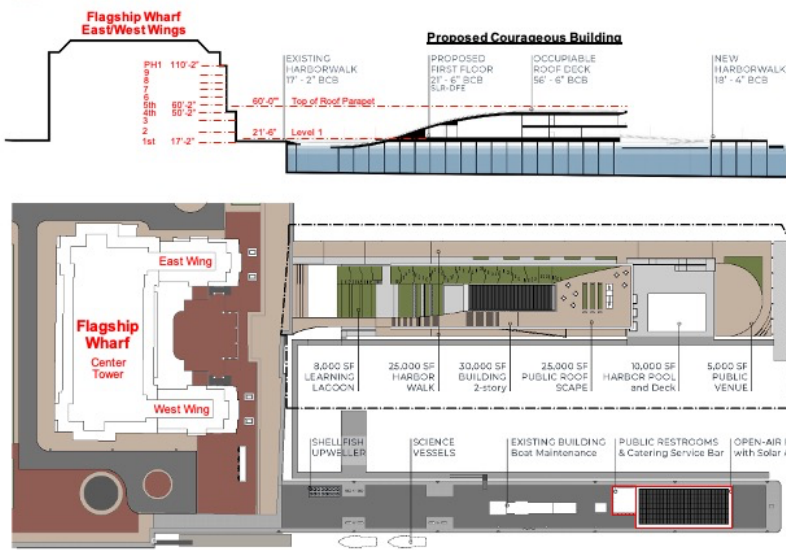 Flagship Wharf
East/West Wings
Proposed Courageous Building
EXISTING
HARBORWALK
17' - 2" BCB
PROPOSED
FIRST FLOOR
21' - 6" BCB
SLR-DFE
OCCUPIABLE
ROOF DECK
56' - 6" BCB
NEW
HARBORWALK
18' - 4" BCB
PH1 110'-2"
9
8
7
6
5th 60'-2"
4th 50'-2"
3
2
1st 17'-2"
60'-0" Top of Roof Parapet
21'-6" Level 1
East Wing
Flagship
Wharf
Center
Tower
West Wing
8,000 SF
LEARNING
LAGOON
25,000 SF
HARBOR
WALK
30,000 SF
BUILDING
2-story
25,000 SF
PUBLIC ROOF
SCAPE
10,000 SF
HARBOR POOL
and Deck
5,000 SF
PUBLIC
VENUE
SHELLFISH
UPWELLER
SCIENCE
VESSELS
EXISTING BUILDING
Boat Maintenance
PUBLIC RESTROOMS
& Catering Service Bar
OPEN-AIR
with Solar